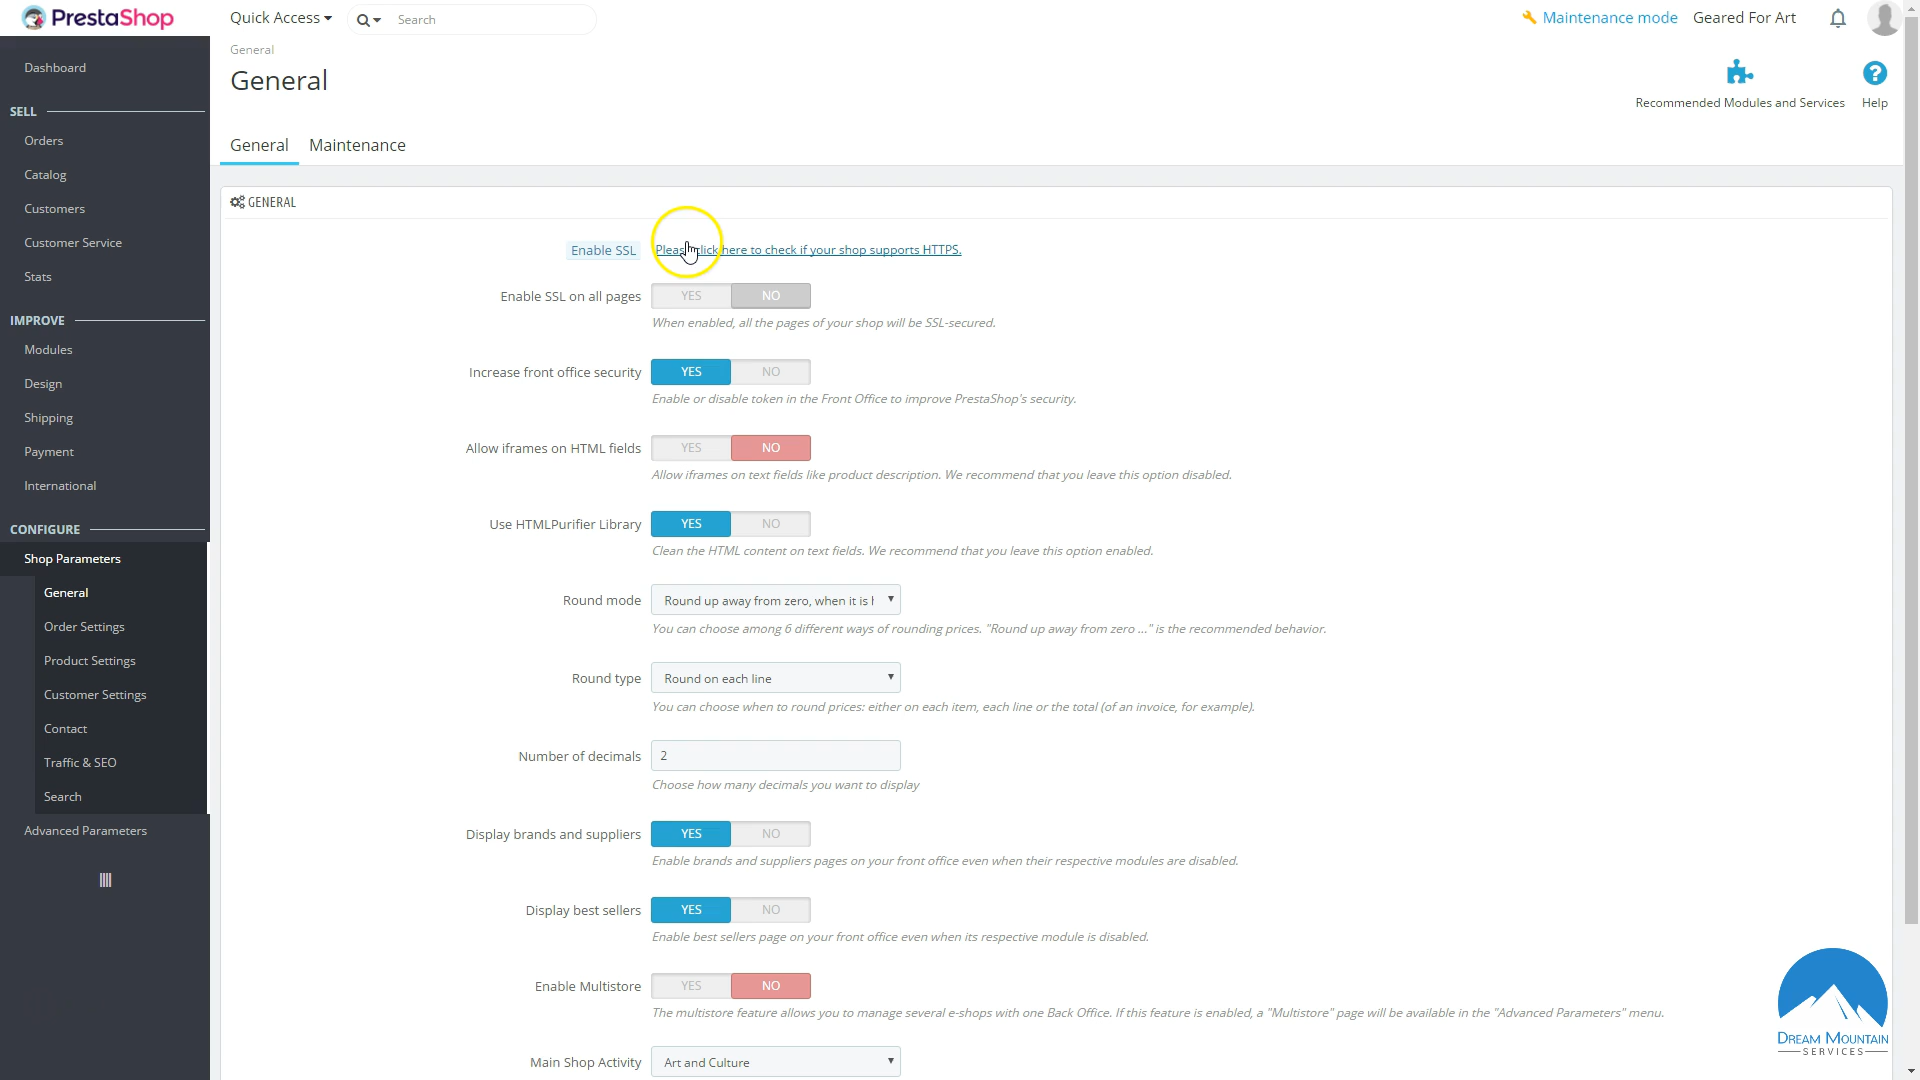 PrestaShop
Quick Access
Search
Maintenance mode
Geared For Art
General
General
Recommended Modules and Services
Help
General
Maintenance
Dashboard
SELL
Orders
Catalog
Customers
Customer Service
Stats
IMPROVE
Modules
Design
Shipping
Payment
International
CONFIGURE
Shop Parameters
General
Order Settings
Product Settings
Customer Settings
Contact
Traffic & SEO
Search
Advanced Parameters
GENERAL
Enable SSL
Please click here to check if your shop supports HTTPS.
Enable SSL on all pages
YES NO
When enabled, all the pages of your shop will be SSL-secured.
Increase front office security
YES NO
Enable or disable token in the Front Office to improve PrestaShop's security.
Allow iframes on HTML fields
YES NO
Allow iframes on text fields like product description. We recommend that you leave this option disabled.
Use HTMLPurifier Library
YES NO
Clean the HTML content on text fields. We recommend that you leave this option enabled.
Round mode
Round up away from zero, when it is
You can choose among 6 different ways of rounding prices. "Round up away from zero ..." is the recommended behavior.
Round type
Round on each line
You can choose when to round prices: either on each item, each line or the total (of an invoice, for example).
Number of decimals
2
Choose how many decimals you want to display
Display brands and suppliers
YES NO
Enable brands and suppliers pages on your front office even when their respective modules are disabled.
Display best sellers
YES NO
Enable best sellers page on your front office even when its respective module is disabled.
Enable Multistore
YES NO
The multistore feature allows you to manage several e-shops with one Back Office. If this feature is enabled, a "Multistore" page will be available in the "Advanced Parameters" menu.
Main Shop Activity
Art and Culture
DREAM MOUNTAIN
SERVICES